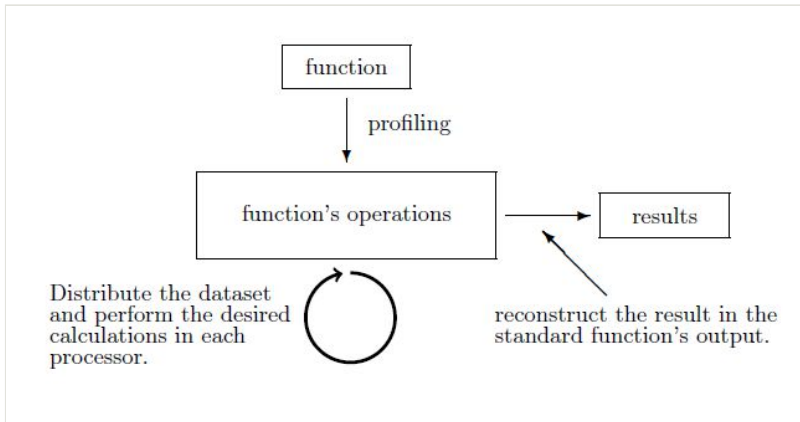 function
profiling
function's operations
results
Distribute the dataset
and perform the desired
calculations in each
processor.
reconstruct the result in the
standard function's output.